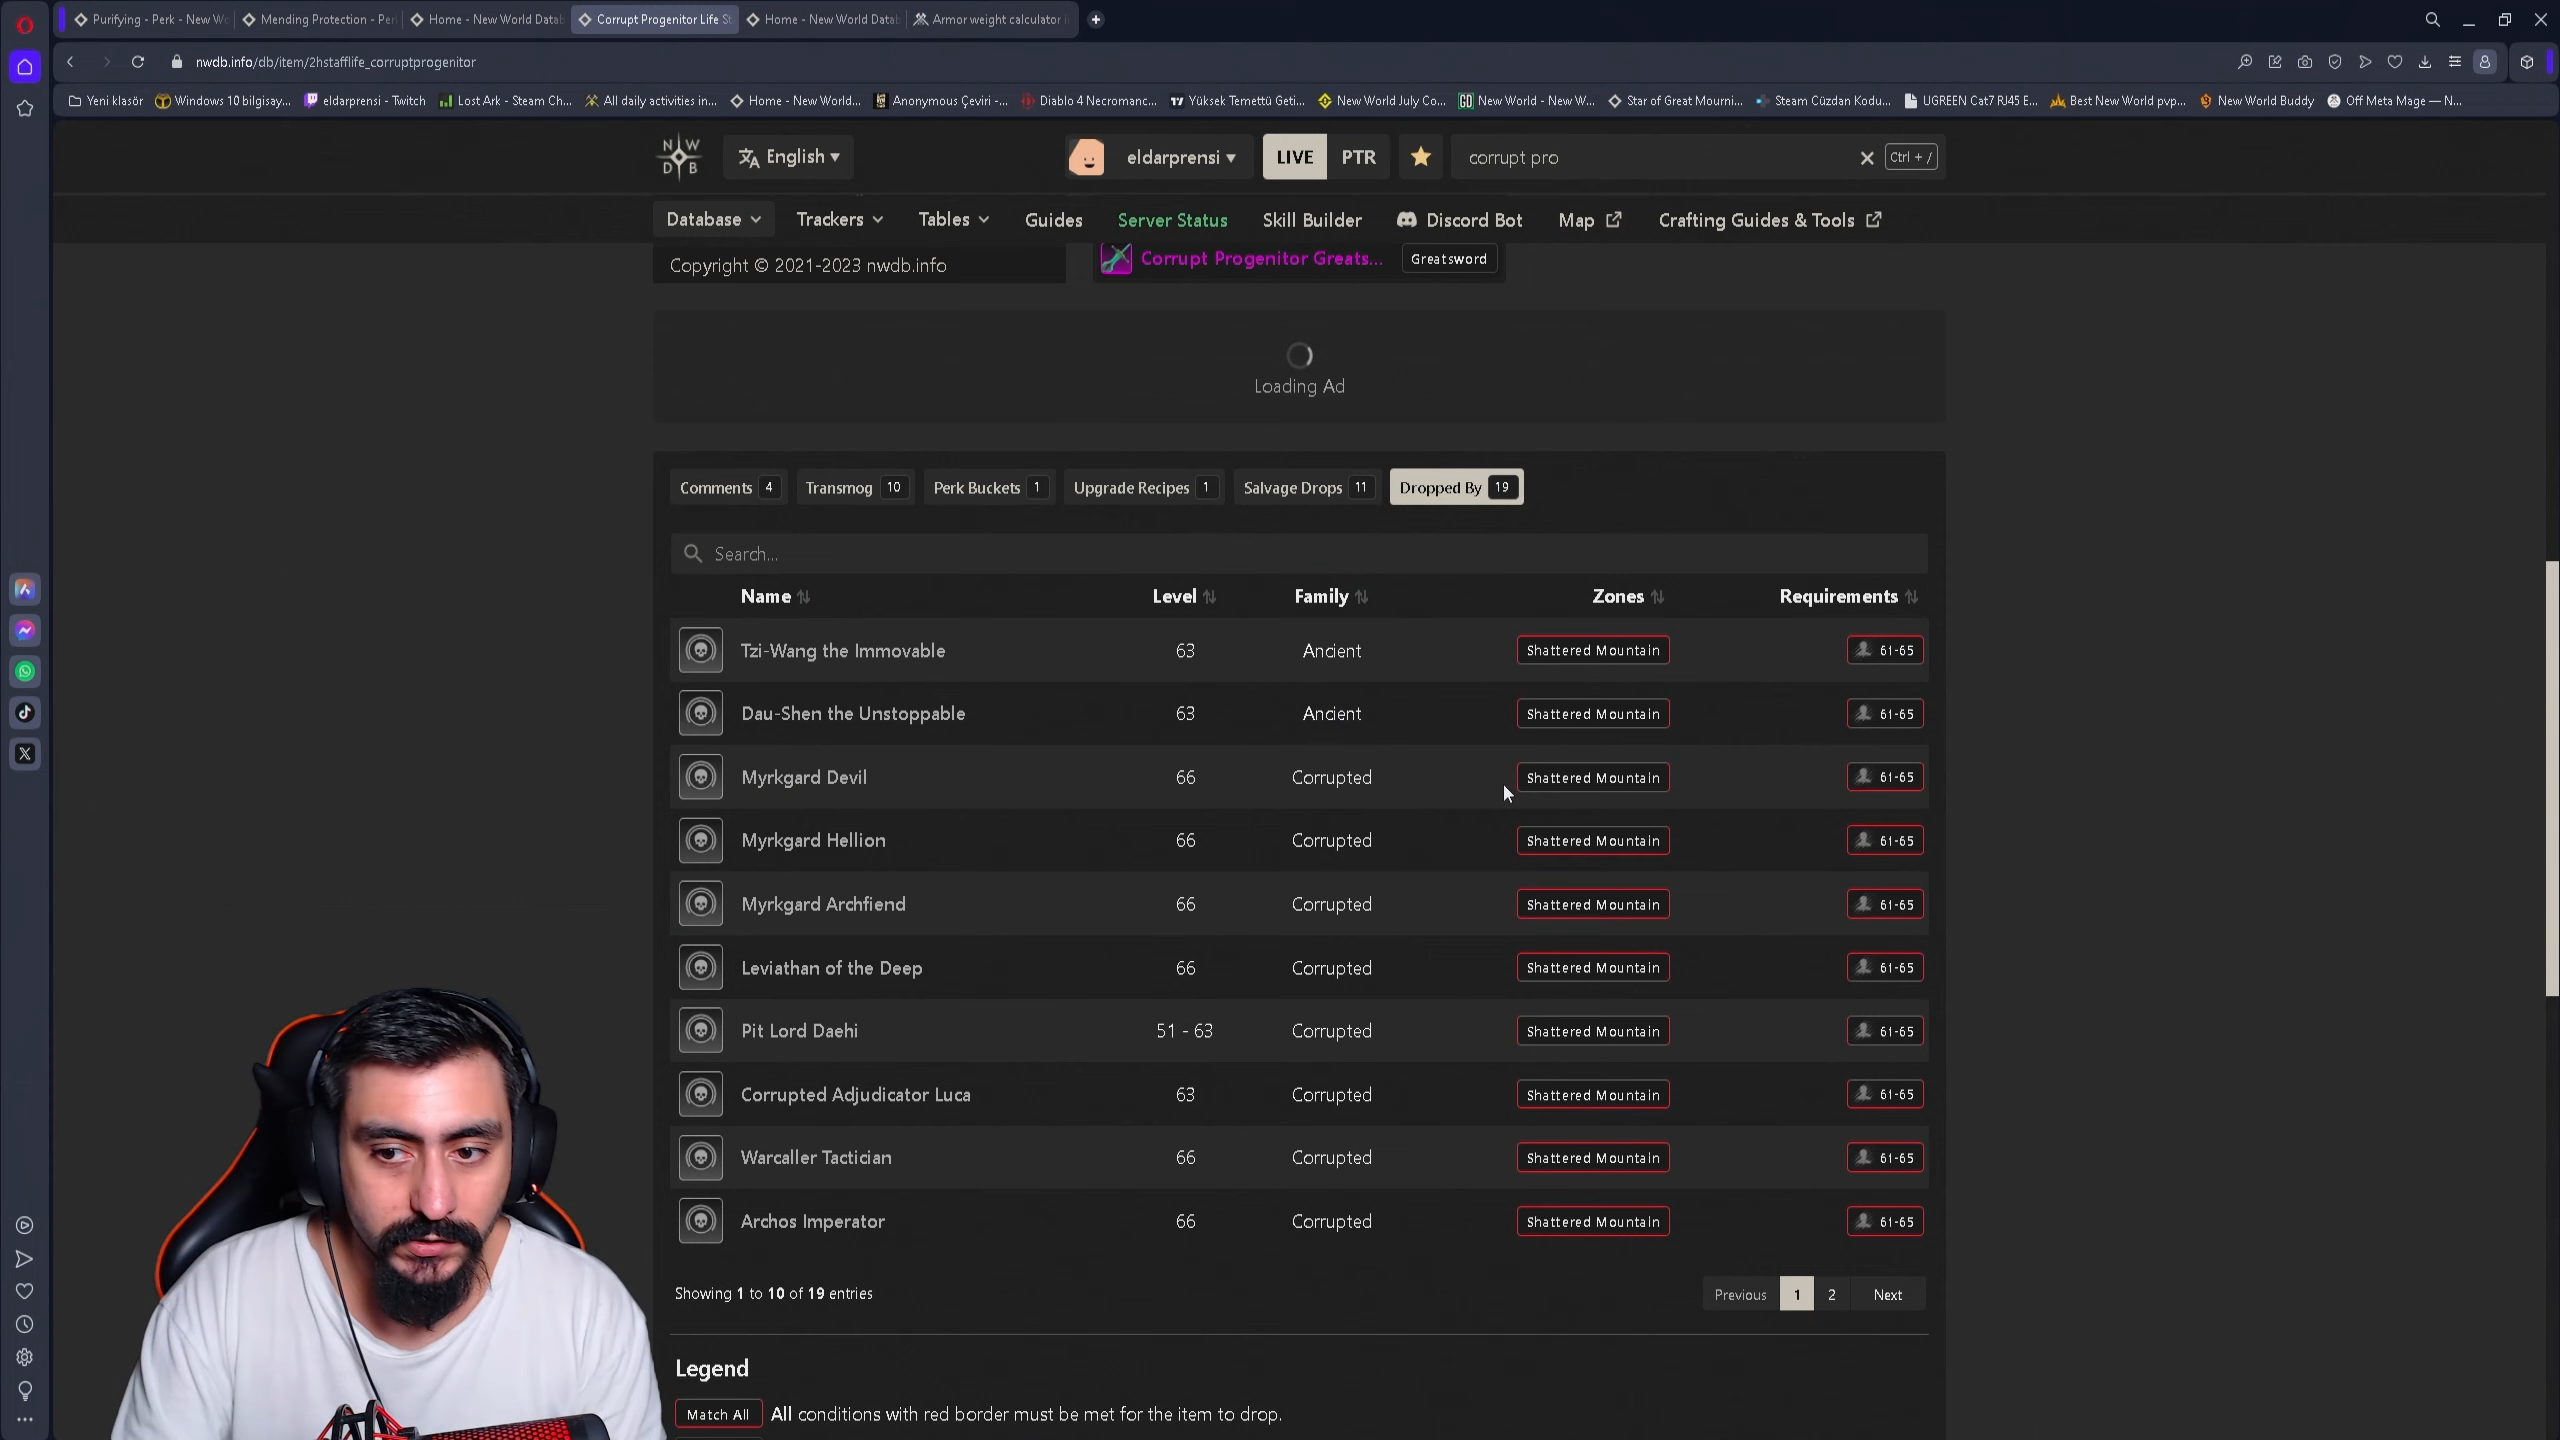 Purifying - Perk - New Wo
Mending Protection - Per
Home - New World Datab
Corrupt Progenitor Life St
Home - New World Datab
Armor weight calculator i
nwdb.info/db/item/2hstafflife_corruptprogenitor
Yeni klasör
Windows 10 bilgisay...
eldarprensi - Twitch
Lost Ark - Steam Ch...
All daily activities in...
Home - New World...
Anonymous Çeviri -...
Diablo 4 Necromanc...
Yüksek Temettü Geti...
New World July Co...
New World - New W...
Star of Great Mourni...
Steam Cüzdan Kodu...
UGREEN Cat7 RJ45 E...
Best New World pvp...
New World Buddy
Off Meta Mage — N...
N W
D B
English
eldarprensi
LIVE
PTR
corrupt pro
Ctrl + /
Database
Trackers
Tables
Guides
Server Status
Skill Builder
Discord Bot
Map
Crafting Guides & Tools
Copyright © 2021-2023 nwdb.info
Corrupt Progenitor Greats... Greatsword
Loading Ad
Comments 4
Transmog 10
Perk Buckets 1
Upgrade Recipes 1
Salvage Drops 11
Dropped By 19
Search...
Name Level Family Zones Requirements
Tzi-Wang the Immovable 63 Ancient Shattered Mountain 61-65
Dau-Shen the Unstoppable 63 Ancient Shattered Mountain 61-65
Myrkgard Devil 66 Corrupted Shattered Mountain 61-65
Myrkgard Hellion 66 Corrupted Shattered Mountain 61-65
Myrkgard Archfiend 66 Corrupted Shattered Mountain 61-65
Leviathan of the Deep 66 Corrupted Shattered Mountain 61-65
Pit Lord Daehi 51 - 63 Corrupted Shattered Mountain 61-65
Corrupted Adjudicator Luca 63 Corrupted Shattered Mountain 61-65
Warcaller Tactician 66 Corrupted Shattered Mountain 61-65
Archos Imperator 66 Corrupted Shattered Mountain 61-65
Showing 1 to 10 of 19 entries
Previous 1 2 Next
Legend
Match All All conditions with red border must be met for the item to drop.